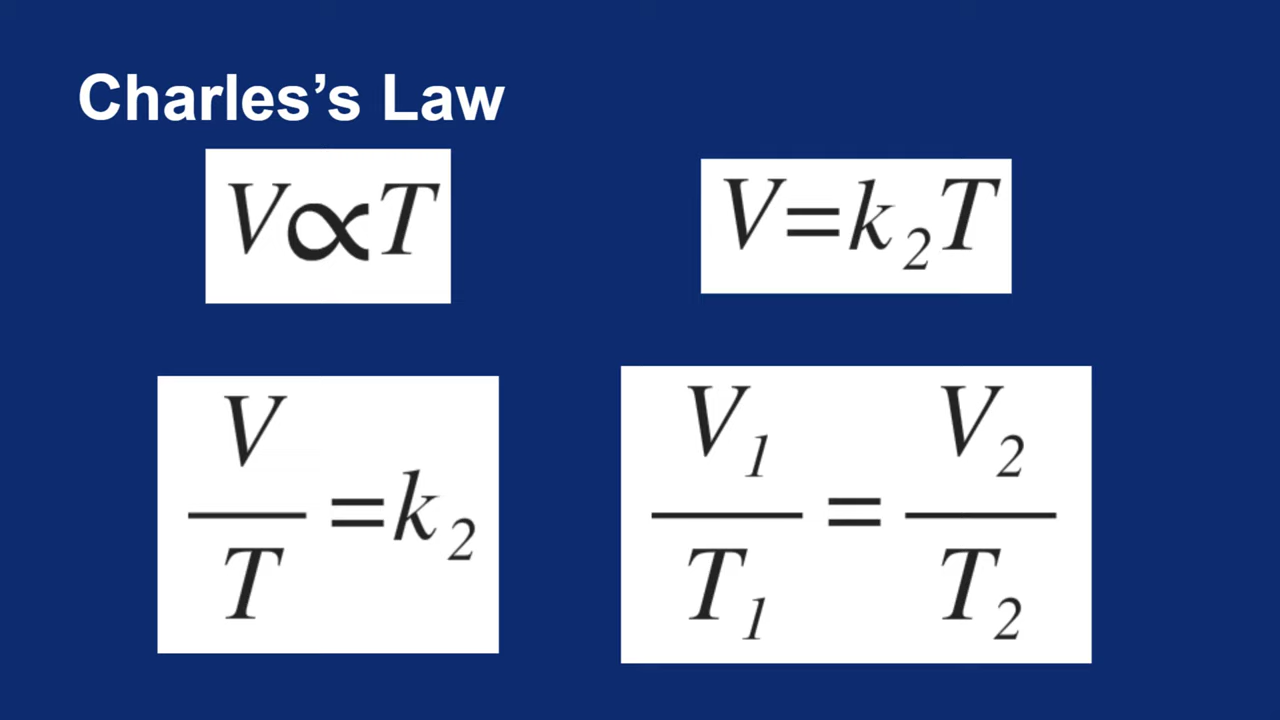 Charles’s Law
V∝T
V=k₂T
V/T=k₂
V₁/T₁=V₂/T₂